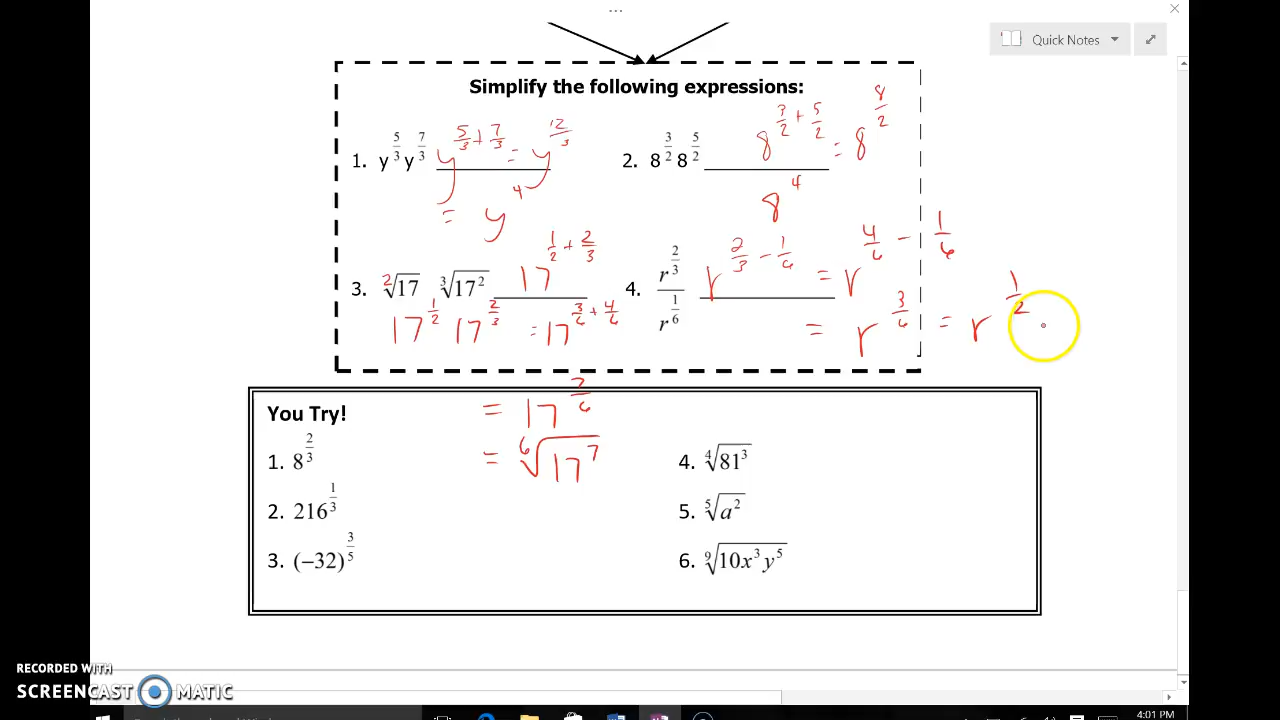 ...
Quick Notes
Simplify the following expressions:
1. y^(5/3) y^(7/3) y^(5/3 + 7/3) = y^(12/3)
= y^4
2. 8^(3/2) 8^(5/2) 8^(3/2 + 5/2) = 8^(8/2)
8^4
3. ²√17 ³√17² 17^(1/2 + 2/3)
17^(1/2) 17^(2/3) = 17^(3/6 + 4/6)
= 17^(7/6)
= ⁶√17⁷
4. r^(2/3) / r^(1/6) r^(2/3 - 1/6) = r^(4/6 - 1/6)
= r^(3/6) = r^(1/2)
You Try!
1. 8^(2/3)
2. 216^(1/3)
3. (−32)^(3/5)
4. ⁴√81³
5. ⁵√a²
6. ⁹√10x³y⁵
RECORDED WITH
SCREENCAST MATIC
4:01 PM